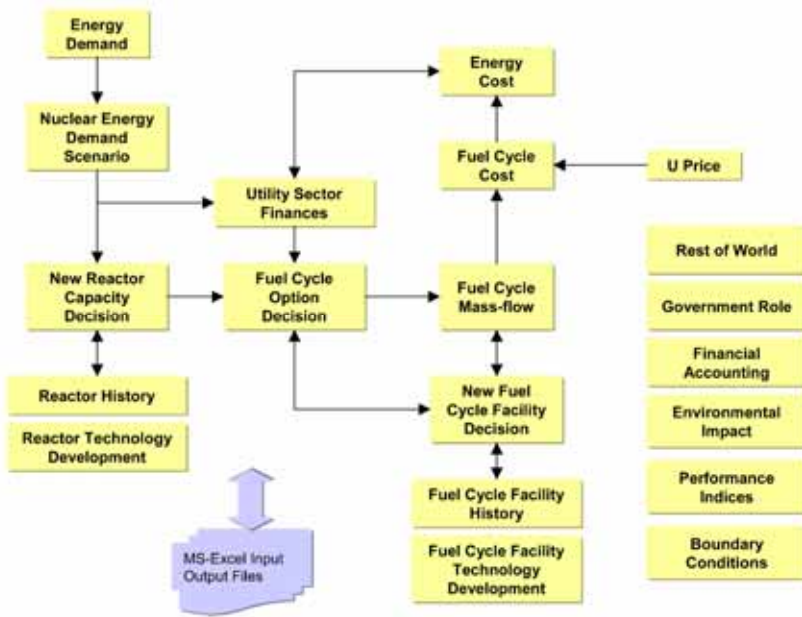 Energy
Demand
Nuclear Energy
Demand
Scenario
Energy
Cost
Fuel Cycle
Cost
U Price
Utility Sector
Finances
New Reactor
Capacity
Decision
Fuel Cycle
Option
Decision
Fuel Cycle
Mass-flow
Rest of World
Government Role
Financial
Accounting
Environmental
Impact
Performance
Indices
Boundary
Conditions
Reactor History
Reactor Technology
Development
New Fuel
Cycle Facility
Decision
Fuel Cycle Facility
History
Fuel Cycle Facility
Technology
Development
MS-Excel Input
Output Files